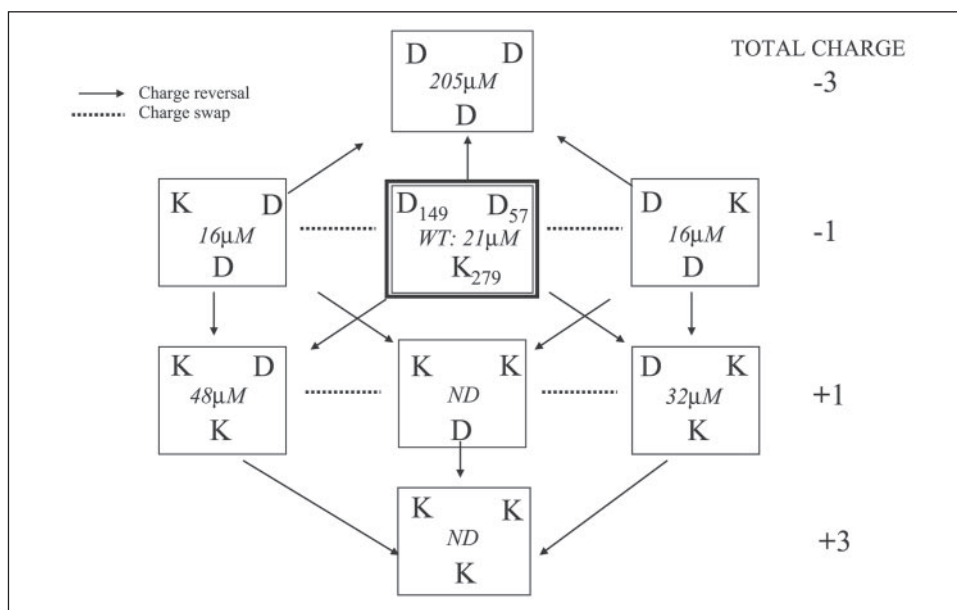 TOTAL CHARGE
D D
205μM
D
-3
Charge reversal
Charge swap
K D
16μM
D
D149 D57
WT: 21μM
K279
D K
16μM
D
-1
K D
48μM
K
K K
ND
D
D K
32μM
K
+1
K K
ND
K
+3